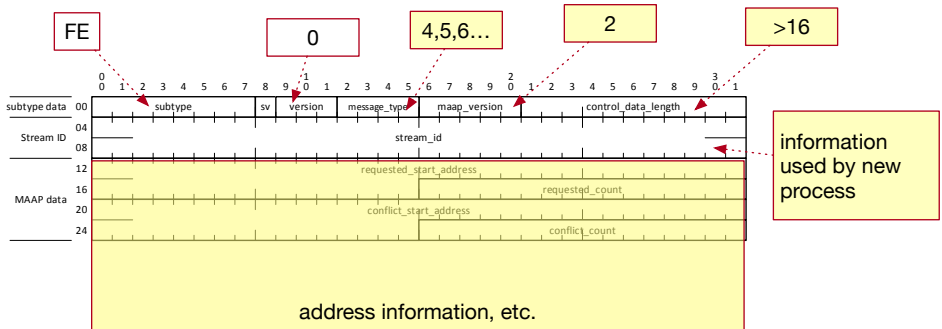 FE
0
4,5,6…
2
>16
0 1 2 3
0 1 2 3 4 5 6 7 8 9 0 1 2 3 4 5 6 7 8 9 0 1 2 3 4 5 6 7 8 9 0 1
subtype data 00 subtype sv version message_type maap_version control_data_length
04
Stream ID stream_id
08
information
used by new
process
12 requested_start_address
16 requested_count
MAAP data
20 conflict_start_address
24 conflict_count
address information, etc.